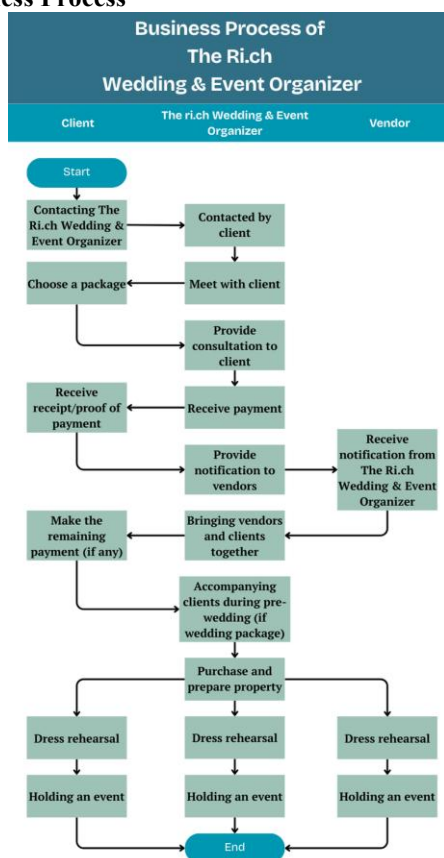 ess Process
Business Process of
The Ri.ch
Wedding & Event Organizer
Client
The ri.ch Wedding & Event
Organizer
Vendor
Start
Contacting The
Ri.ch Wedding &
Event Organizer
Contacted by
client
Choose a package
Meet with client
Provide
consultation to
client
Receive
receipt/proof of
payment
Receive payment
Provide
notification to
vendors
Receive
notification from
The Ri.ch
Wedding & Event
Organizer
Make the
remaining
payment (if any)
Bringing vendors
and clients
together
Accompanying
clients during pre-
wedding (if
wedding package)
Purchase and
prepare property
Dress rehearsal
Dress rehearsal
Dress rehearsal
Holding an event
Holding an event
Holding an event
End